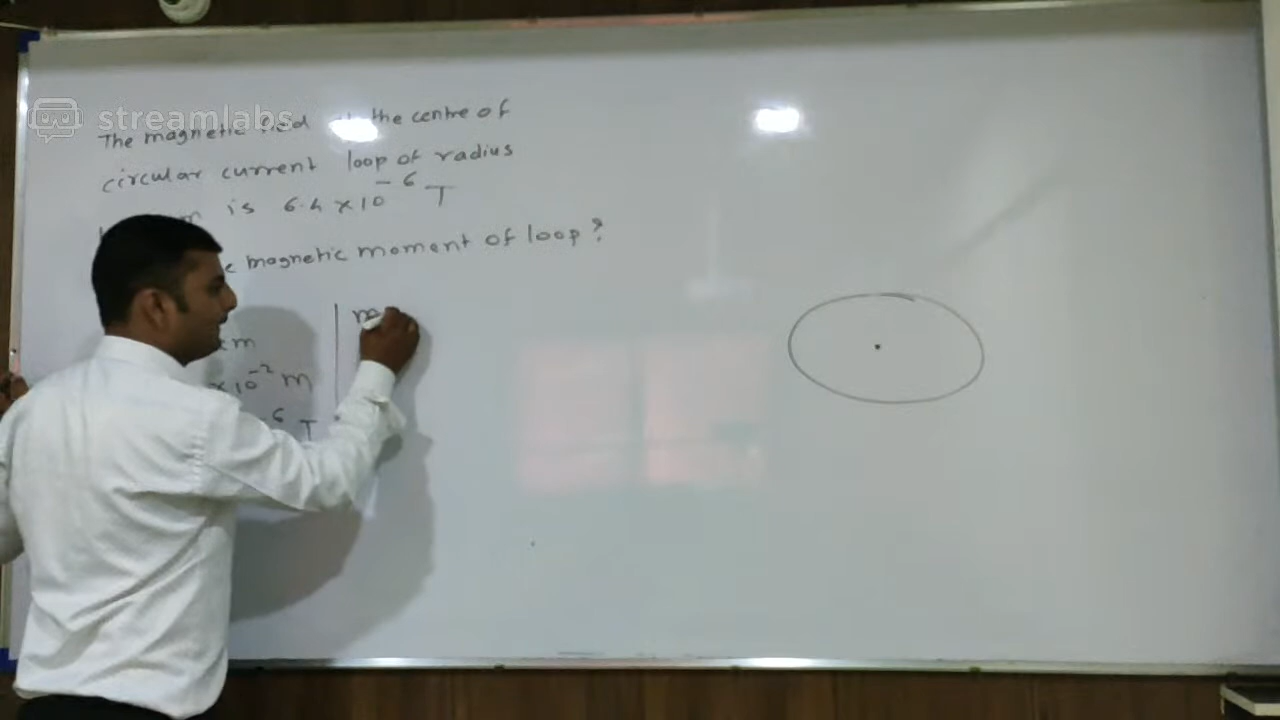 streamlabs
The magnetic field the centre of
circular current loop of radius
m is 6.4 × 10⁻⁶ T
magnetic moment of loop?
m
m
× 10⁻² m
⁻⁶ T